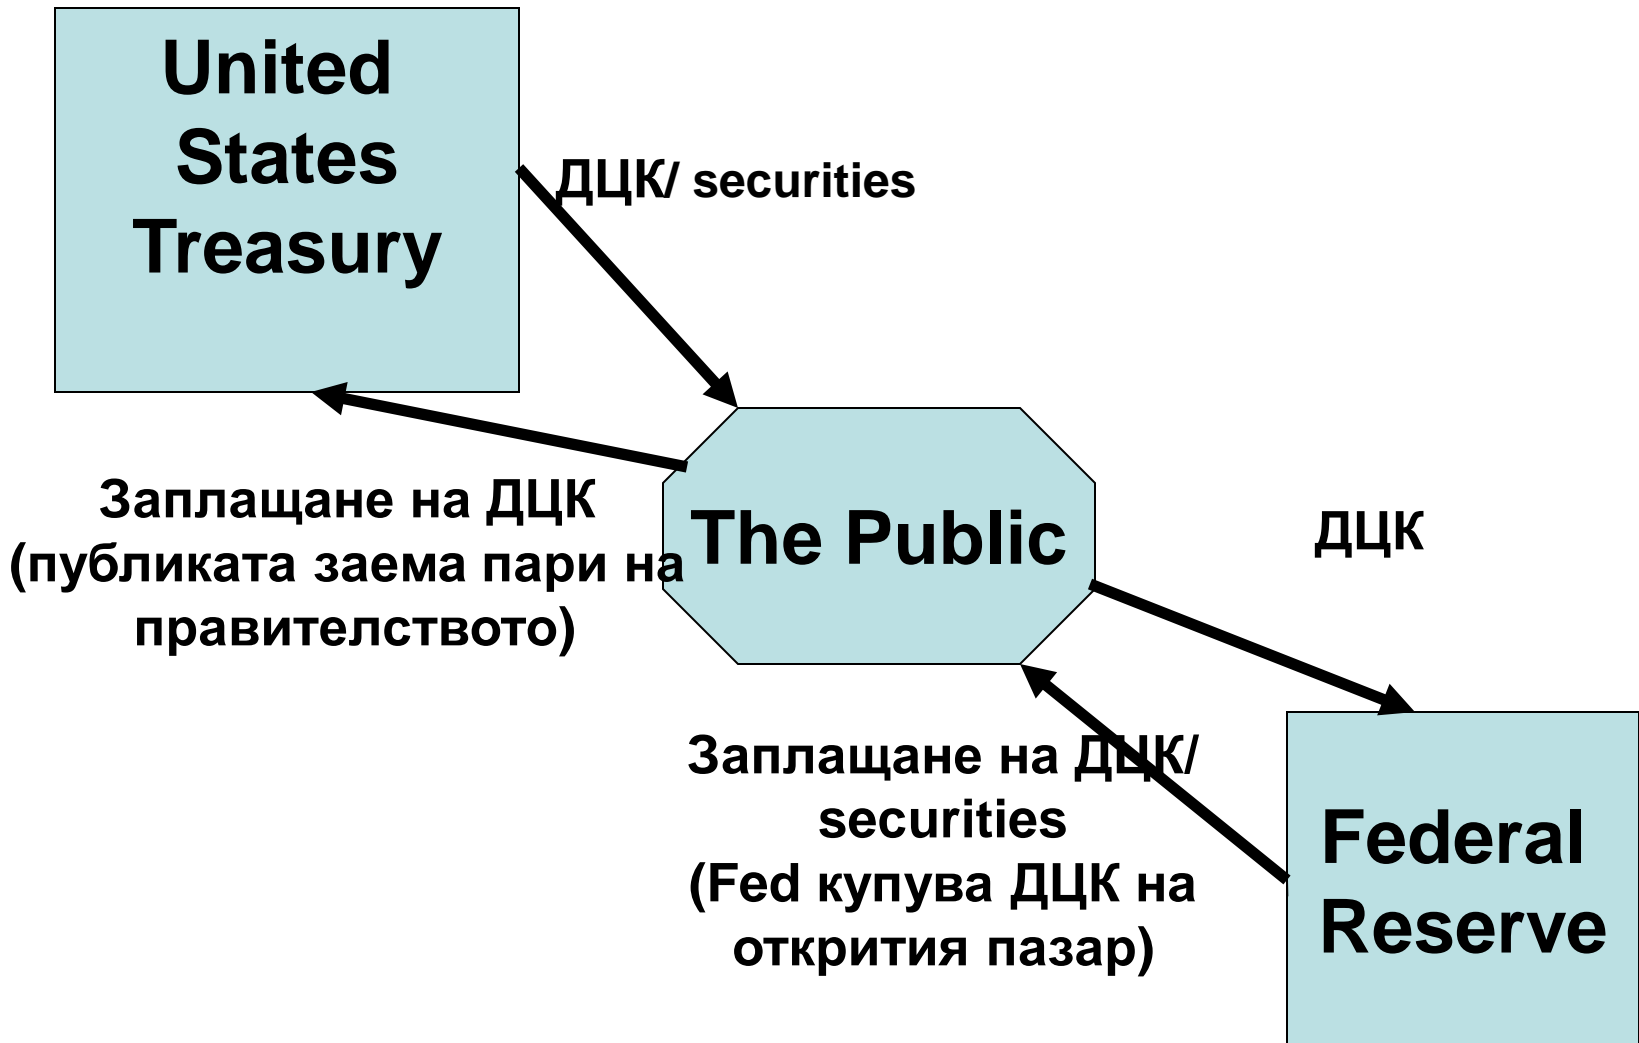 United
States
Treasury
ДЦК/ securities
Заплащане на ДЦК
(публиката заема пари на
правителството)
The Public
ДЦК
Заплащане на ДЦК/
securities
(Fed купува ДЦК на
открития пазар)
Federal
Reserve